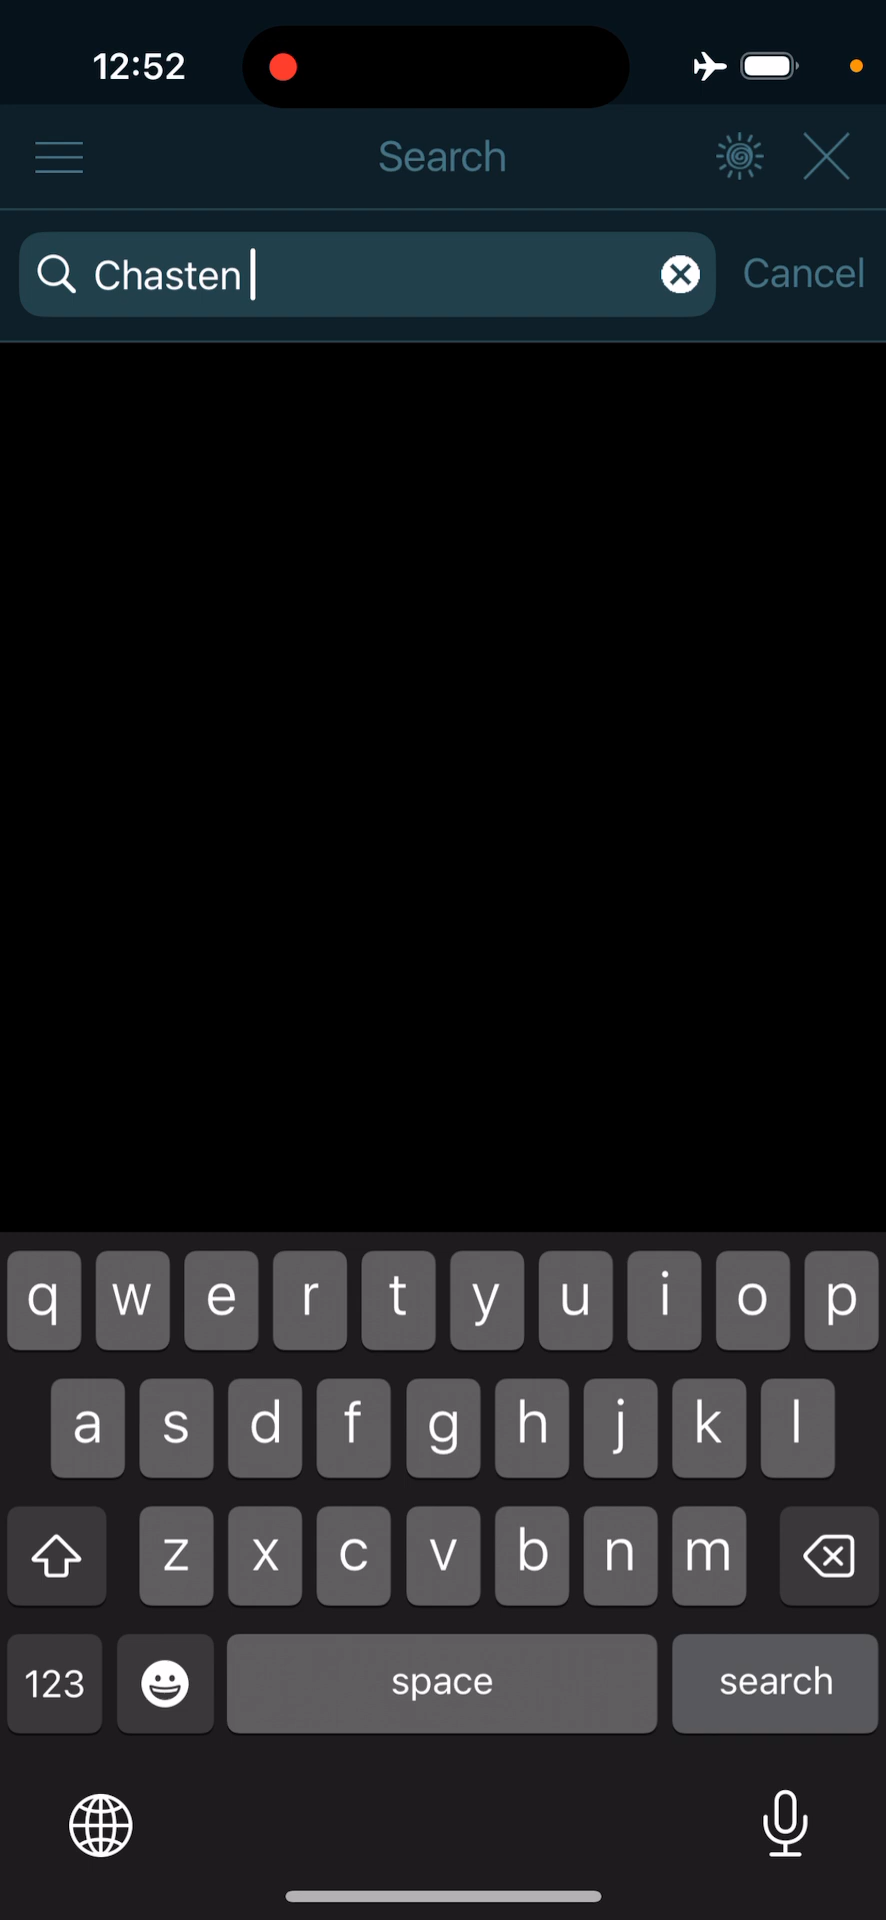 12:52
Search
Chasten
Cancel
q w e r t y u i o p
a s d f g h j k l
z x c v b n m
123 space search